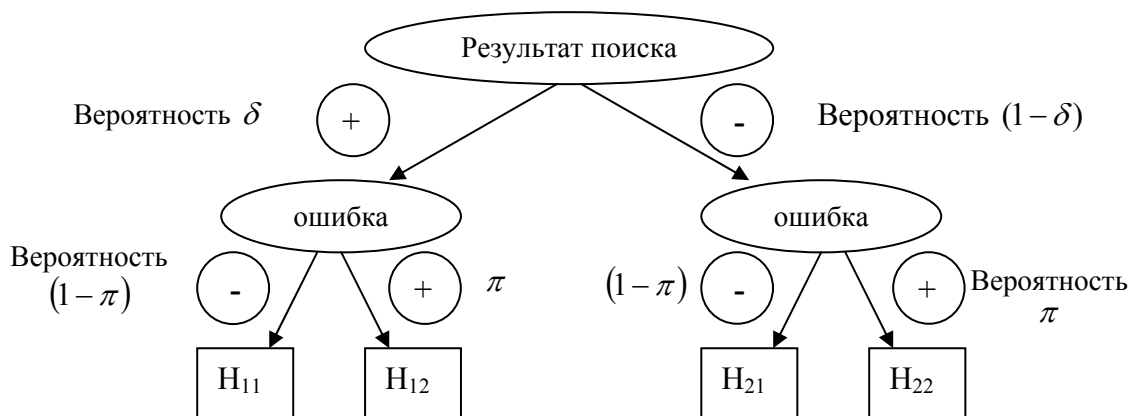 Результат поиска
Вероятность δ
+
-
Вероятность (1 − δ)
ошибка
ошибка
Вероятность
(1 − π)
-
+
π
(1 − π)
-
+
Вероятность
π
H₁₁
H₁₂
H₂₁
H₂₂